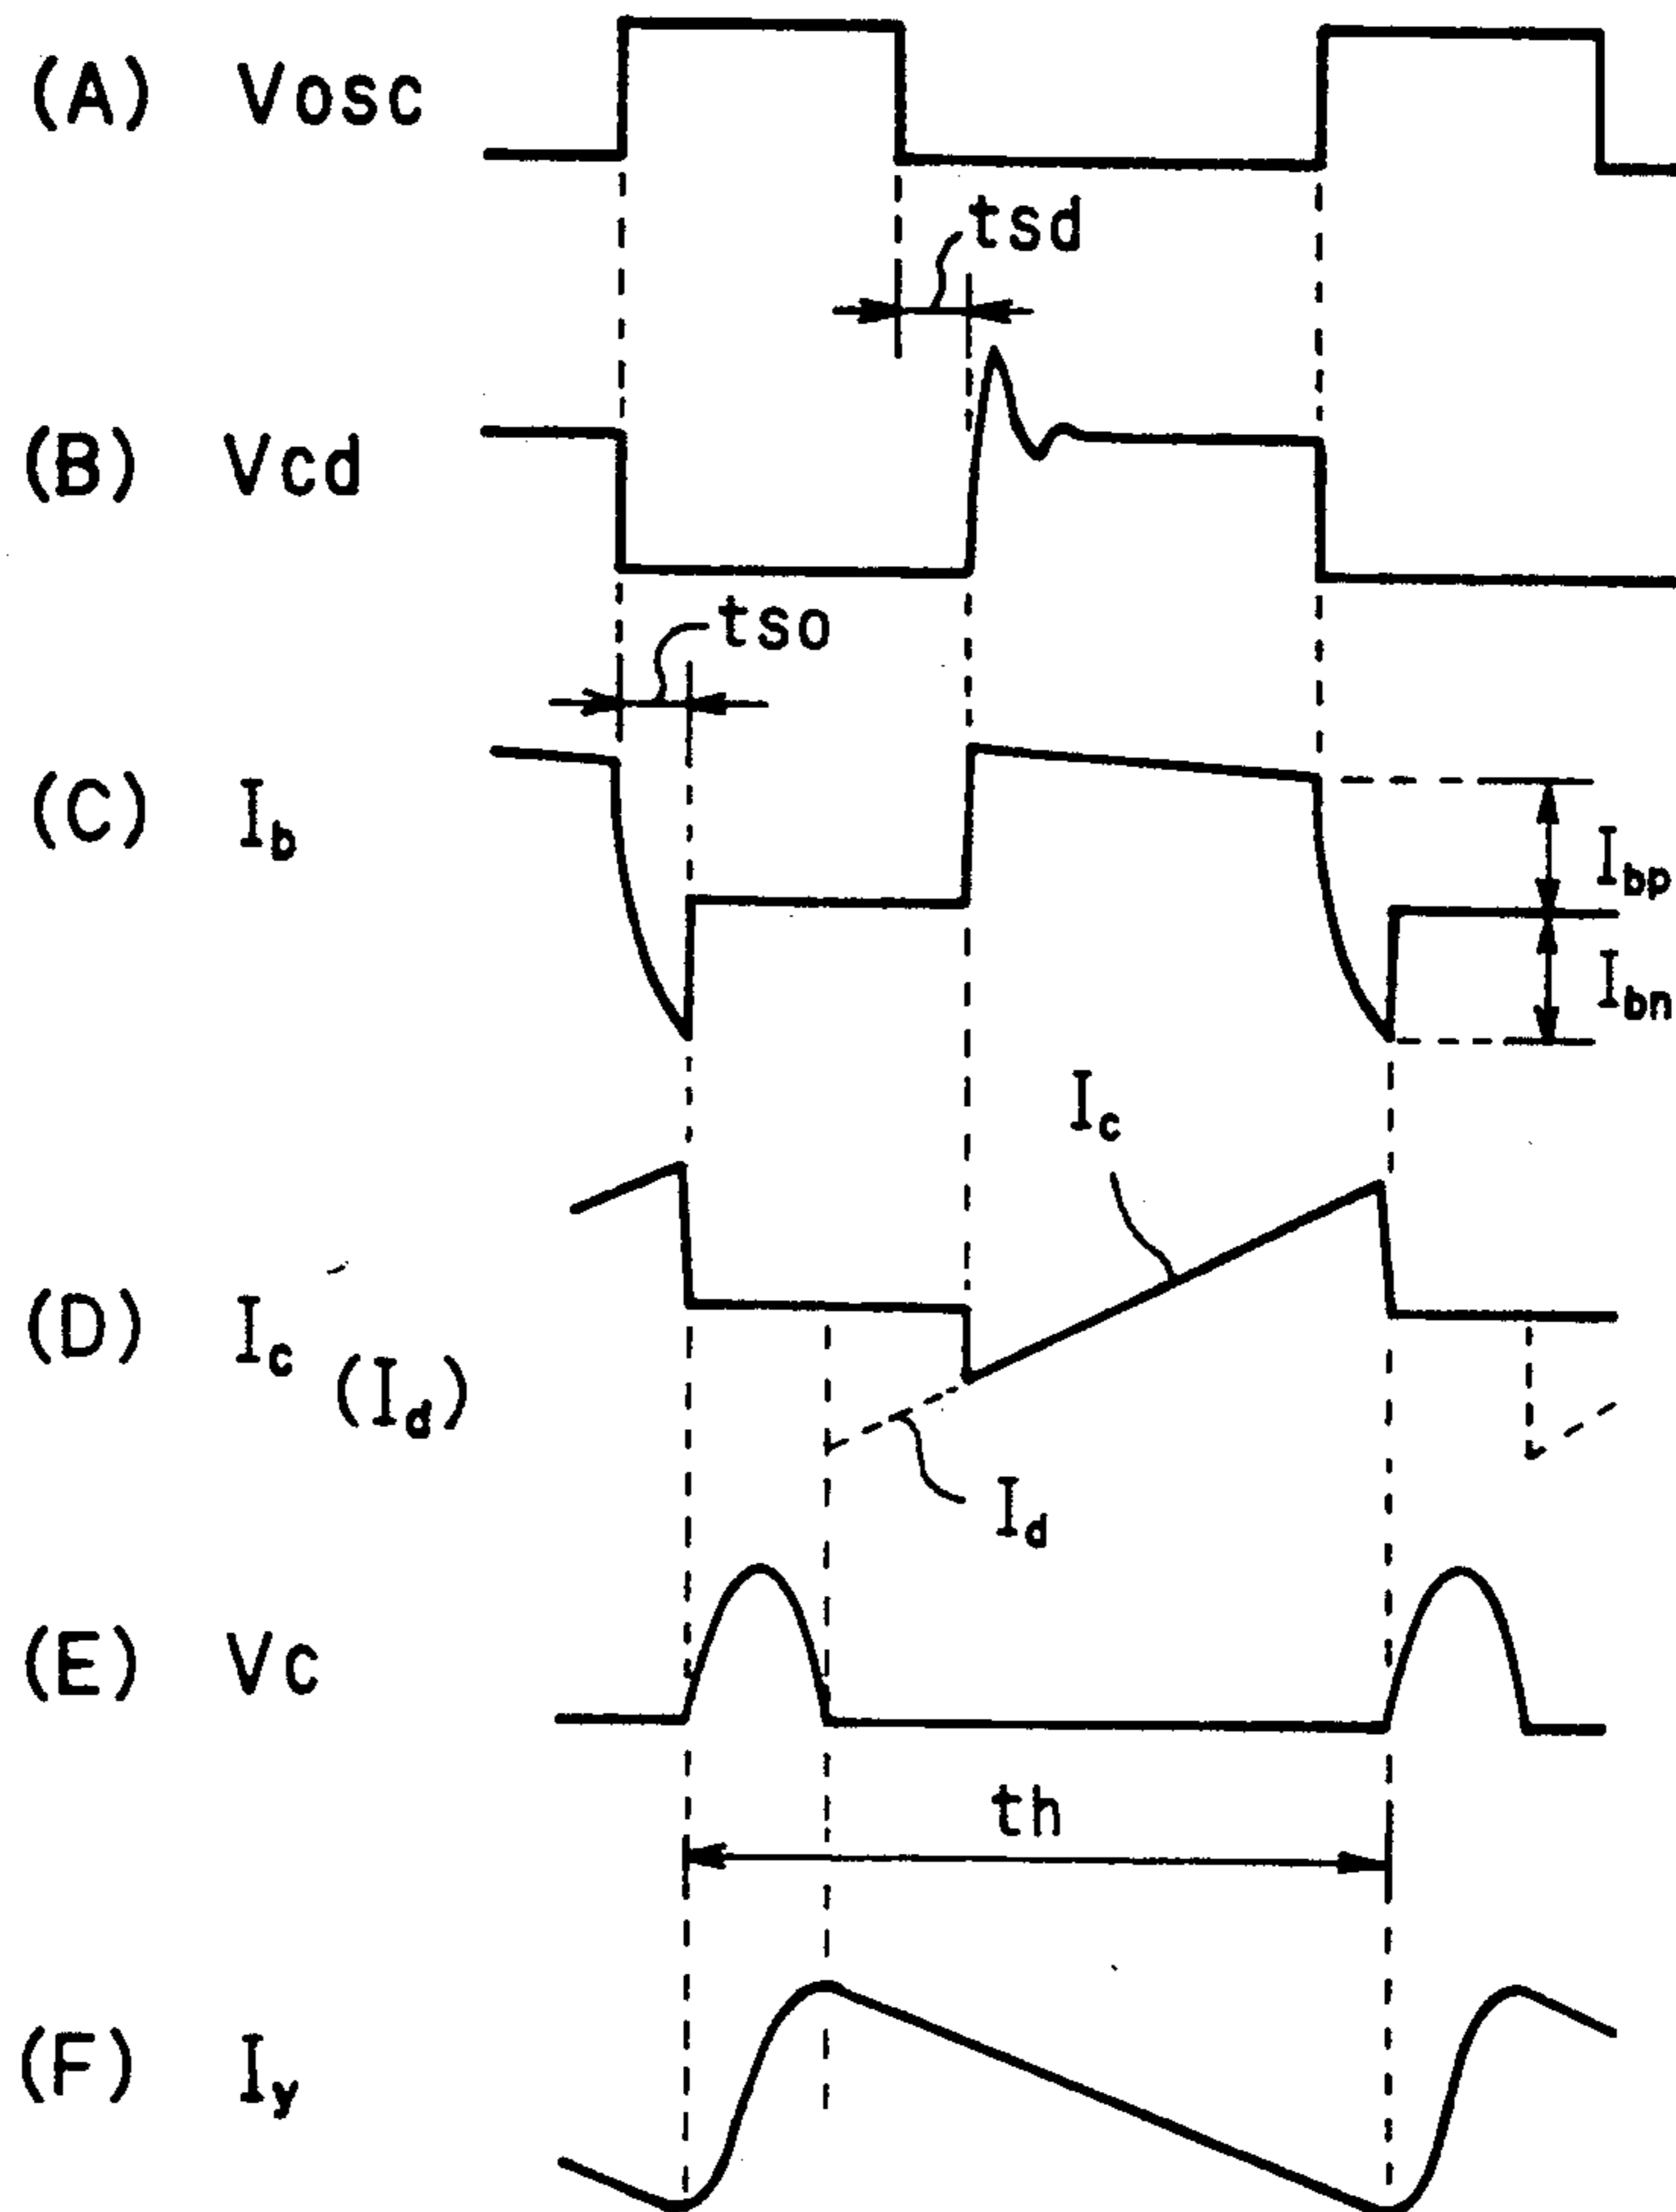 (A) Vosc
tsd
(B) Vcd
tso
(C) Ib
Ibp
Ibn
Ic
(D) Ic
(Id)
Id
(E) Vc
th
(F) Iy